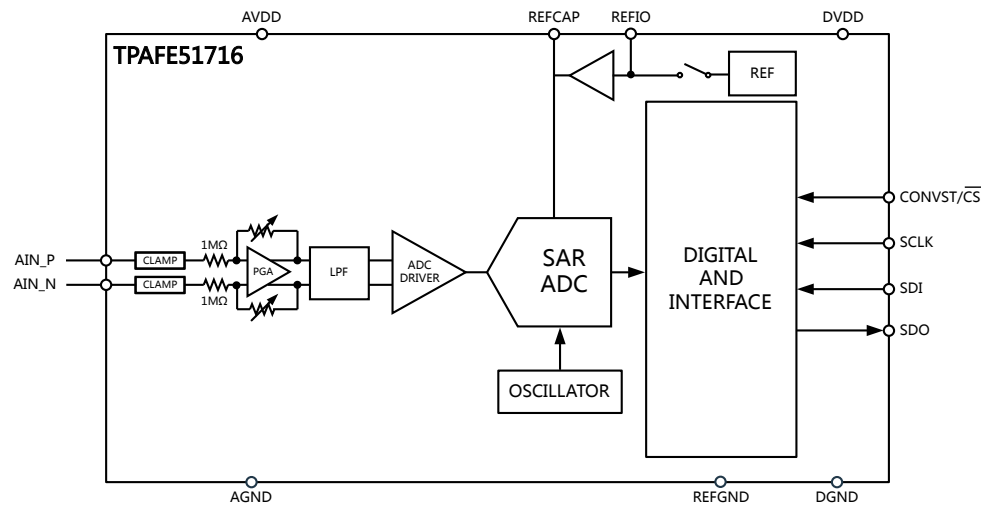 AVDD
REFCAP
REFIO
DVDD
TPAFE51716
REF
CONVST/C̅S̅
SCLK
SDI
SDO
DIGITAL
AND
INTERFACE
SAR
ADC
ADC
DRIVER
LPF
PGA
1MΩ
1MΩ
CLAMP
CLAMP
AIN_P
AIN_N
OSCILLATOR
AGND
REFGND
DGND